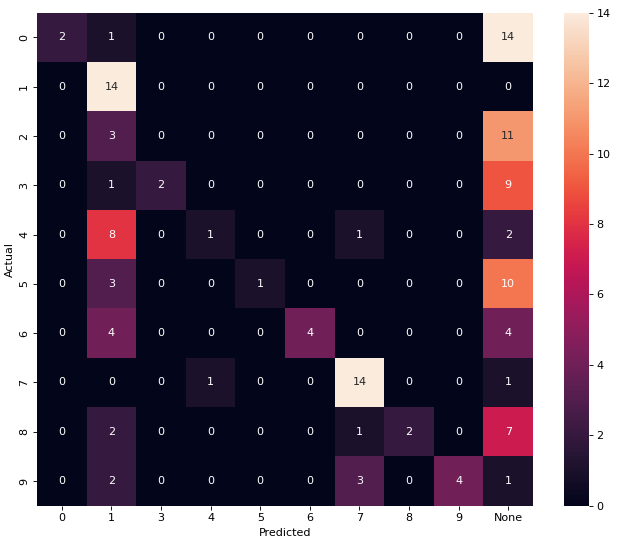 0 2 1 0 0 0 0 0 0 0 14
1 0 14 0 0 0 0 0 0 0 0
2 0 3 0 0 0 0 0 0 0 11
3 0 1 2 0 0 0 0 0 0 9
4 0 8 0 1 0 0 1 0 0 2
5 0 3 0 0 1 0 0 0 0 10
6 0 4 0 0 0 4 0 0 0 4
7 0 0 0 1 0 0 14 0 0 1
8 0 2 0 0 0 0 1 2 0 7
9 0 2 0 0 0 0 3 0 4 1
0 1 3 4 5 6 7 8 9 None
Predicted
Actual
14
12
10
8
6
4
2
0